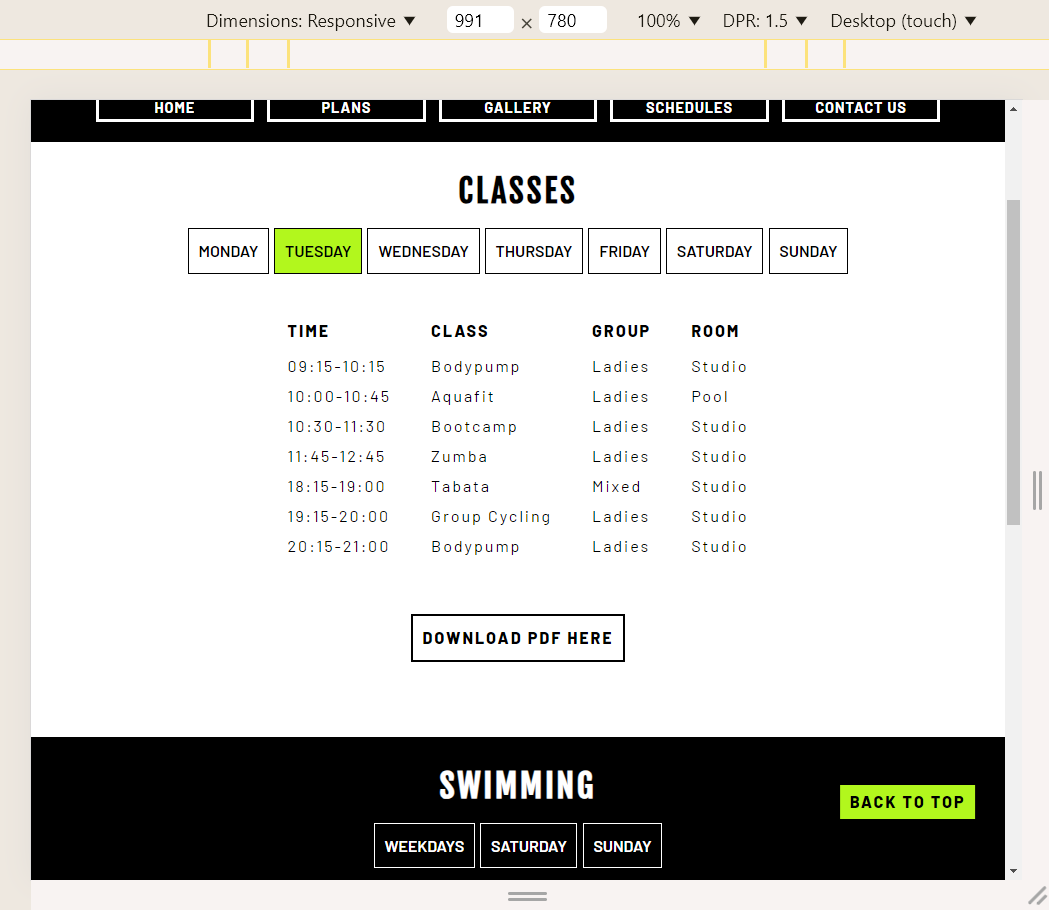 Dimensions: Responsive ▼ 991 × 780 100% ▼ DPR: 1.5 ▼ Desktop (touch) ▼
HOME PLANS GALLERY SCHEDULES CONTACT US
CLASSES
MONDAY TUESDAY WEDNESDAY THURSDAY FRIDAY SATURDAY SUNDAY
TIME CLASS GROUP ROOM
09:15-10:15 Bodypump Ladies Studio
10:00-10:45 Aquafit Ladies Pool
10:30-11:30 Bootcamp Ladies Studio
11:45-12:45 Zumba Ladies Studio
18:15-19:00 Tabata Mixed Studio
19:15-20:00 Group Cycling Ladies Studio
20:15-21:00 Bodypump Ladies Studio
DOWNLOAD PDF HERE
SWIMMING
BACK TO TOP
WEEKDAYS SATURDAY SUNDAY